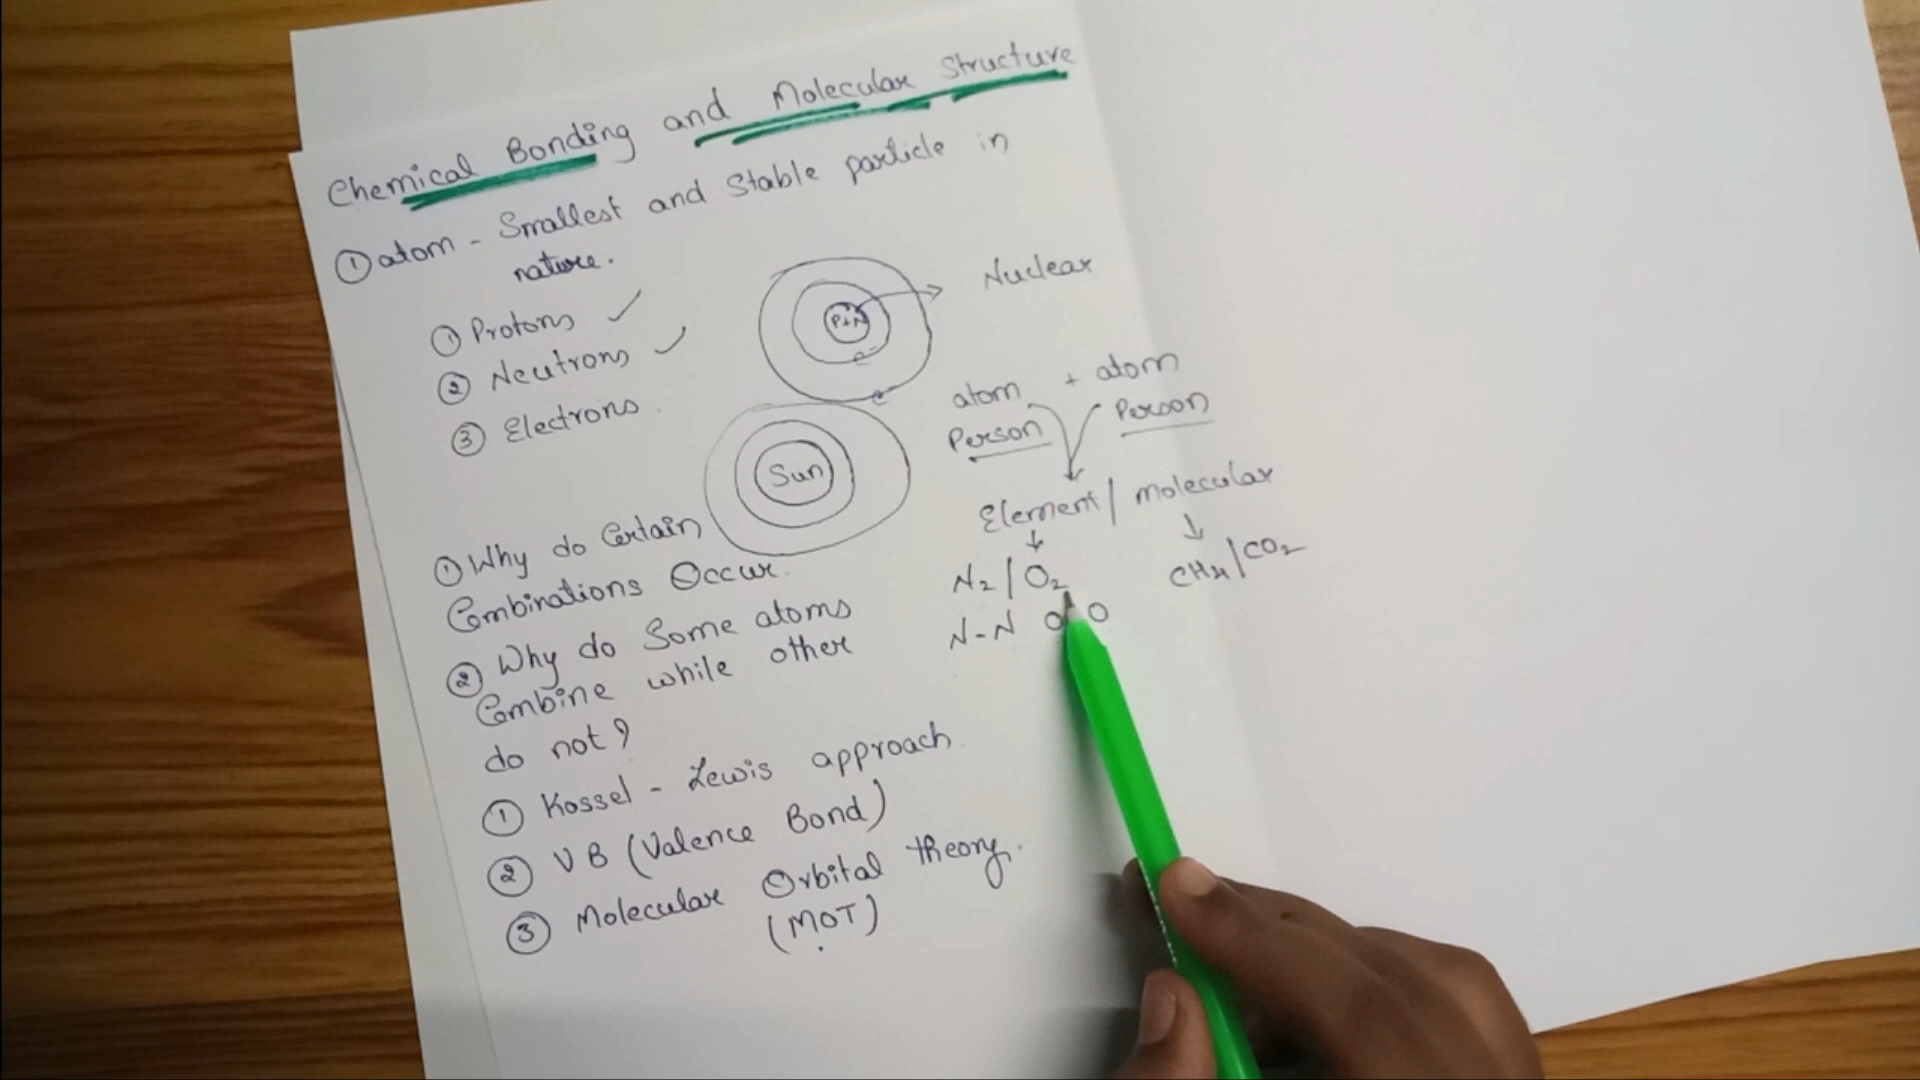 Chemical Bonding and Molecular Structure
① atom - Smallest and Stable particle in
nature.
① Protons ✓
② Neutrons ✓
③ Electrons.
P+N
e-
e-
Nuclear
Sun
atom + atom
Person Person
Element / Molecular
N₂ / O₂
CH4 / CO₂
N-N O O
① Why do Certain
Combinations Occur.
② Why do Some atoms
Combine while other
do not?
① Kossel - Lewis approach.
② VB (Valence Bond)
③ Molecular Orbital theory.
(MOT)